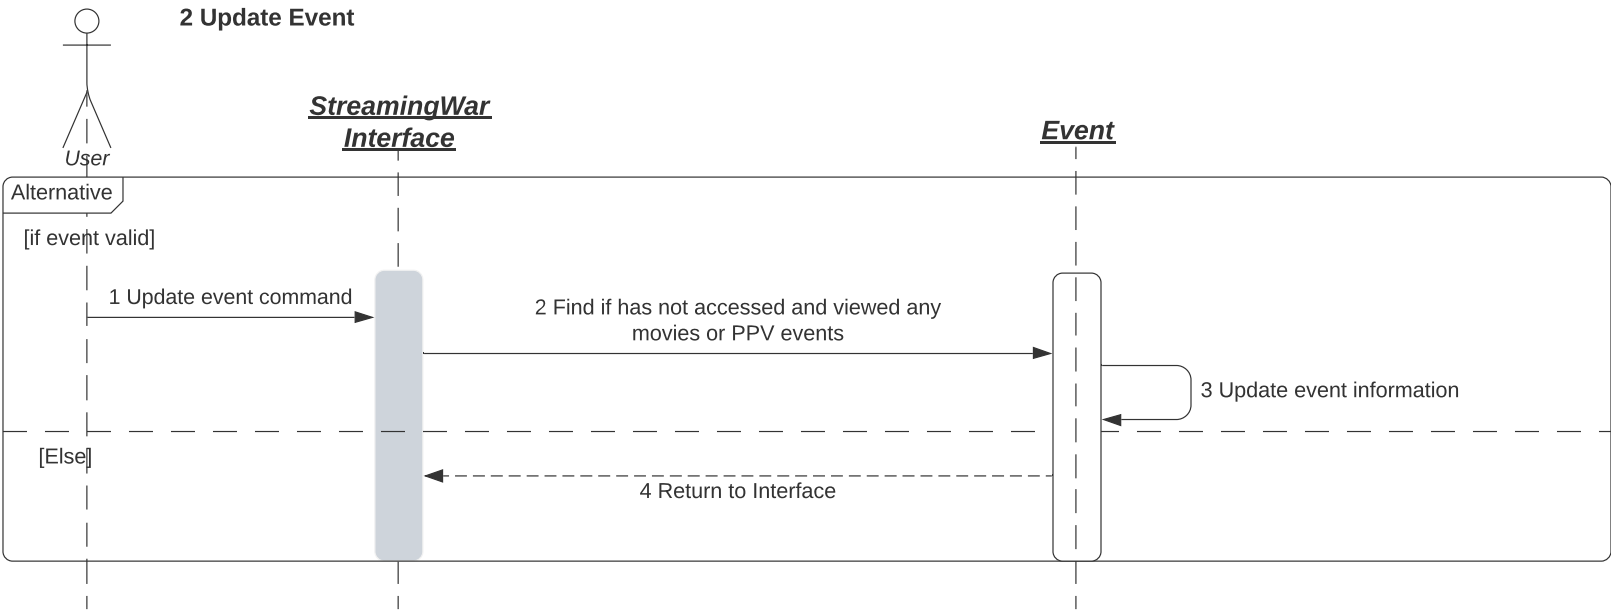 2 Update Event
StreamingWar
Interface
Event
User
Alternative
[if event valid]
1 Update event command
2 Find if has not accessed and viewed any
movies or PPV events
3 Update event information
[Else]
4 Return to Interface